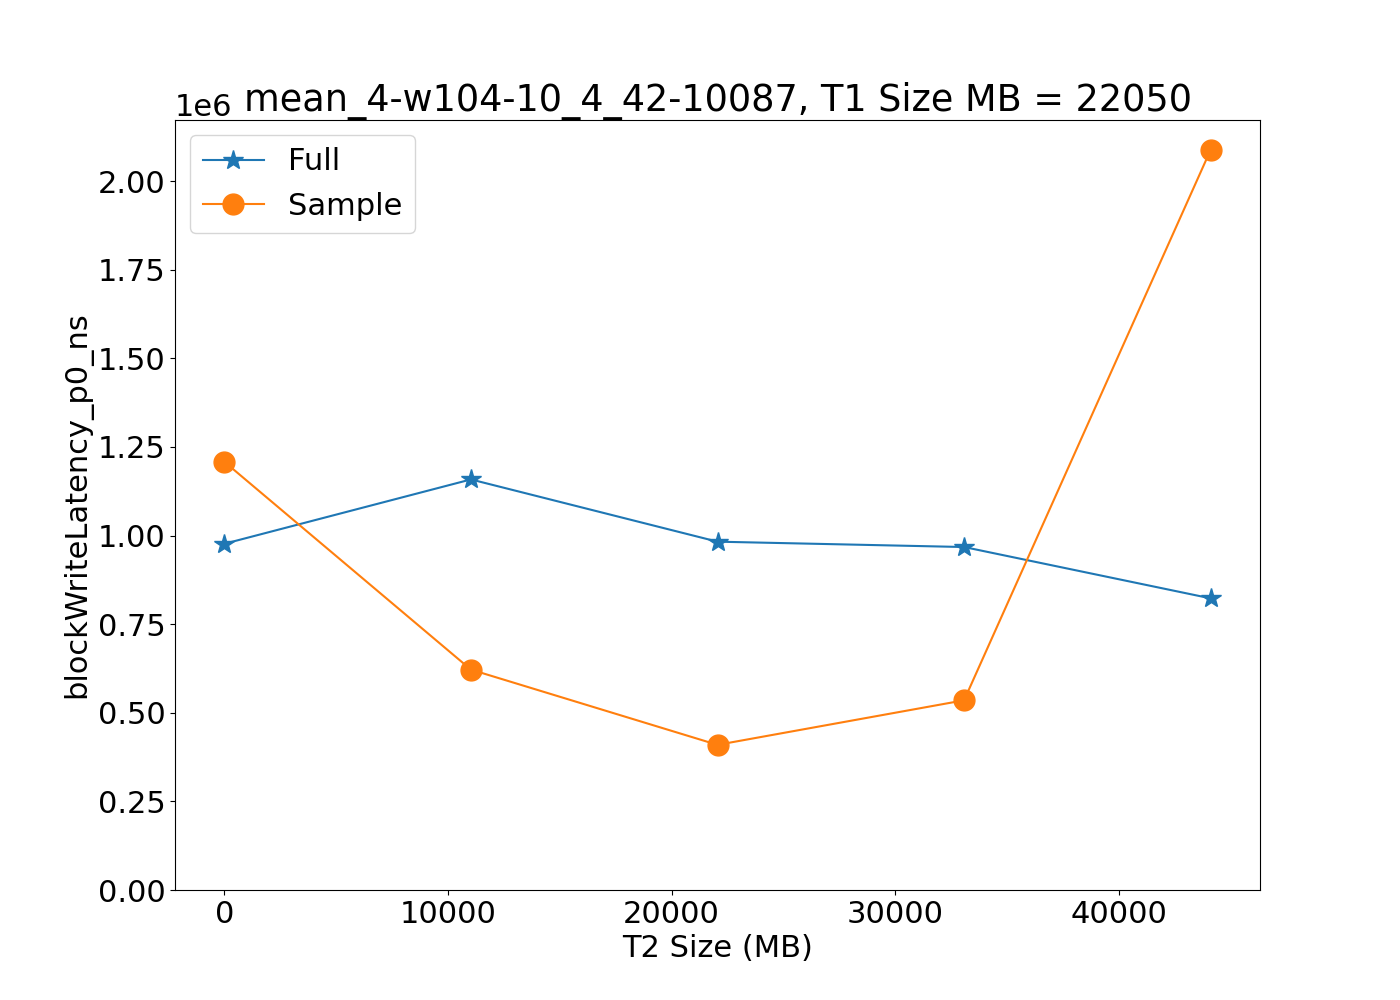 1e6
mean_4-w104-10_4_42-10087, T1 Size MB = 22050
Full
Sample
2.00
1.75
1.50
1.25
1.00
0.75
0.50
0.25
0.00
blockWriteLatency_p0_ns
0 10000 20000 30000 40000
T2 Size (MB)